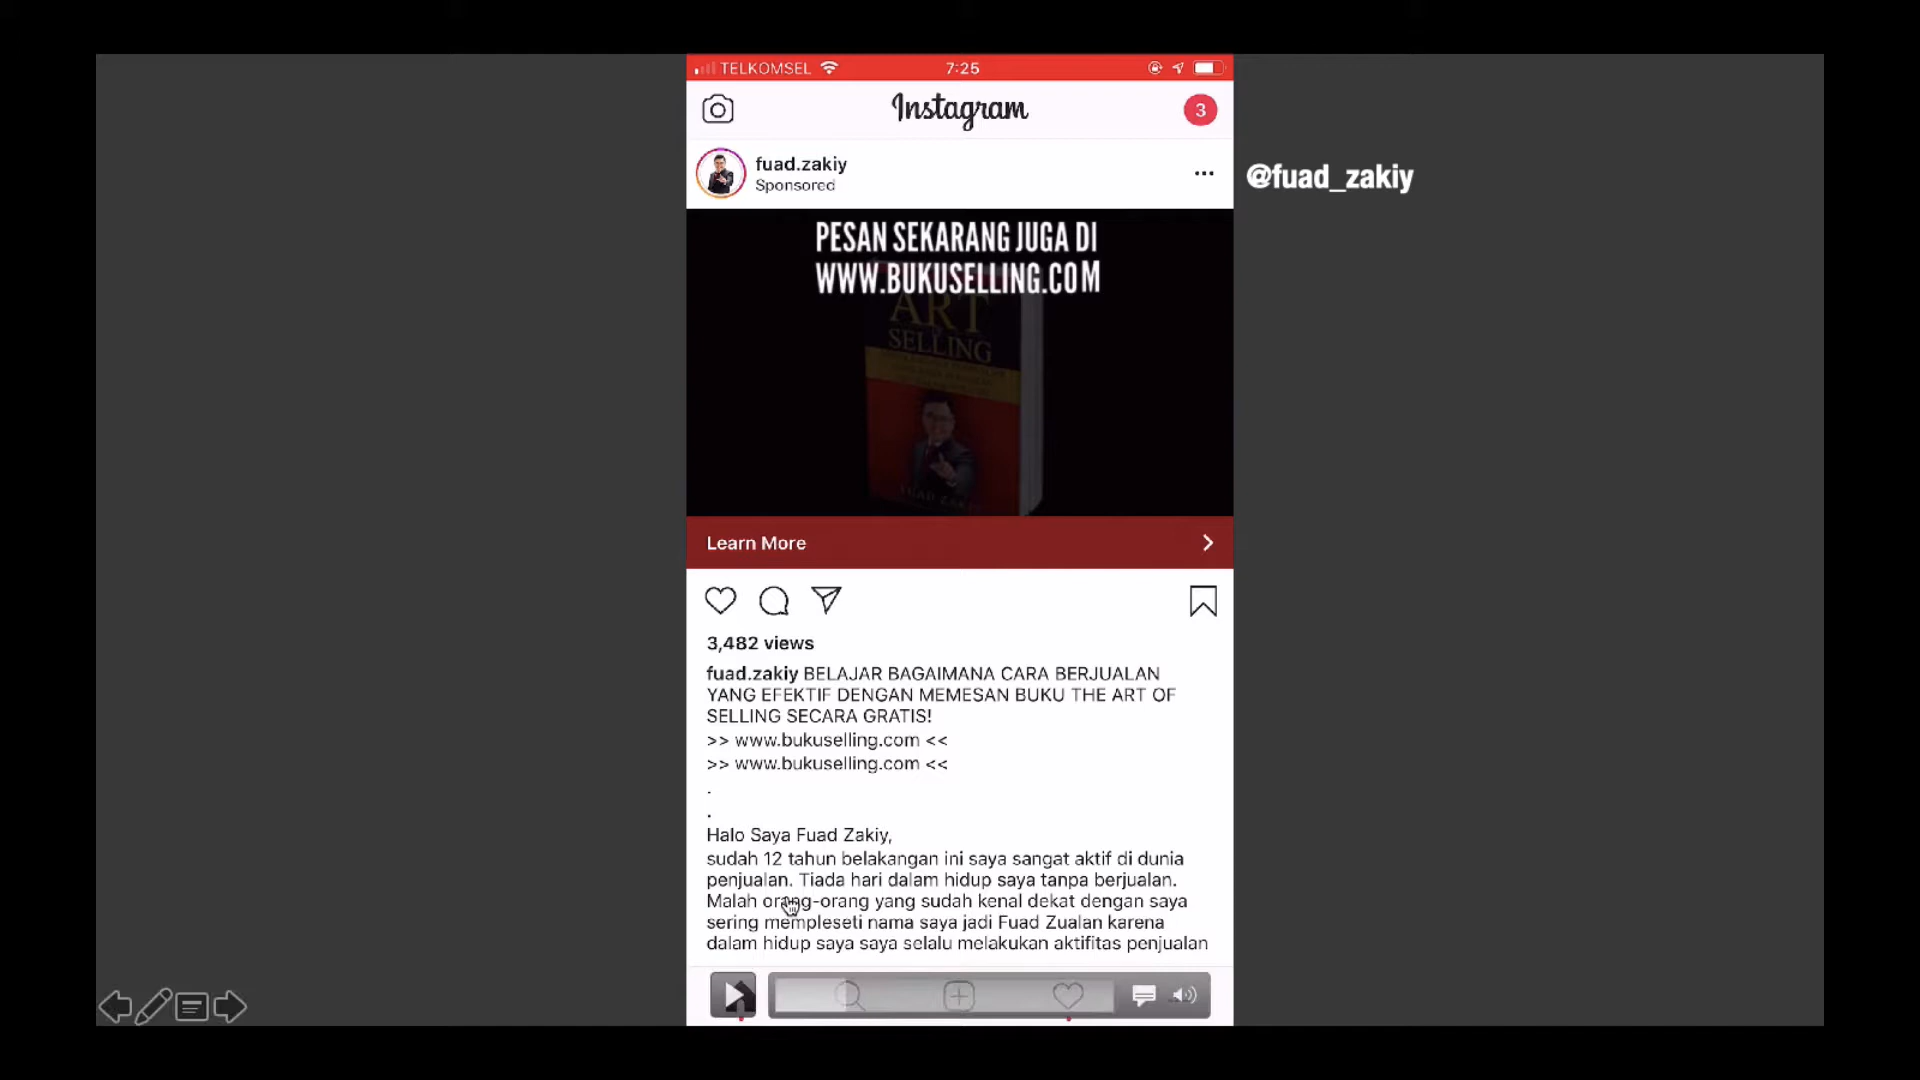 TELKOMSEL 7:25
Instagram
3
fuad.zakiy
Sponsored
@fuad_zakiy
PESAN SEKARANG JUGA DI
WWW.BUKUSELLING.COM
ART
SELLING
FUAD ZAKIY
Learn More
3,482 views
fuad.zakiy BELAJAR BAGAIMANA CARA BERJUALAN
YANG EFEKTIF DENGAN MEMESAN BUKU THE ART OF
SELLING SECARA GRATIS!
>> www.bukuselling.com <<
>> www.bukuselling.com <<
.
.
Halo Saya Fuad Zakiy,
sudah 12 tahun belakangan ini saya sangat aktif di dunia
penjualan. Tiada hari dalam hidup saya tanpa berjualan.
Malah orang-orang yang sudah kenal dekat dengan saya
sering mempleseti nama saya jadi Fuad Zualan karena
dalam hidup saya saya selalu melakukan aktifitas penjualan